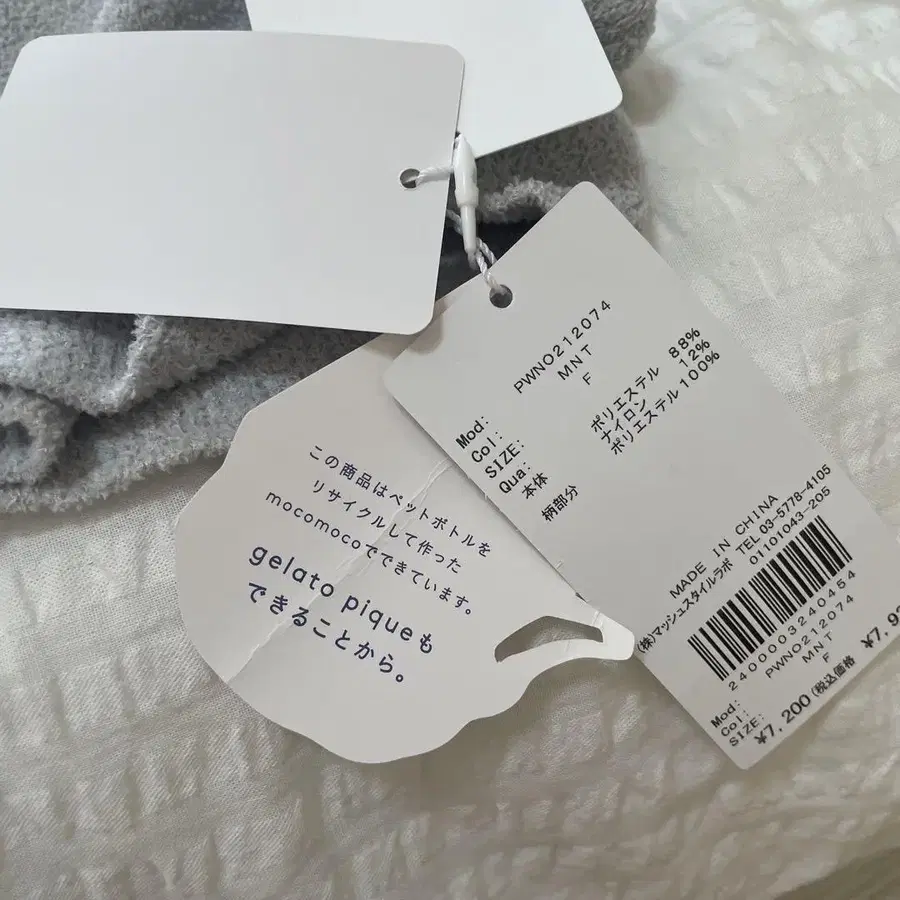 この商品はペットボトルを
リサイクルして作った
mocomocoでできています。
gelato piqueも
できることから。
Mod: PWNO212074
Col: MNT
SIZE: F
Qua: ポリエステル 88%
本体 ナイロン 12%
柄部分 ポリエステル100%
MADE IN CHINA
(株)マッシュスタイルラボ TEL 03-5778-4105
01101043-205
2400003240454
Mod: PWNO212074
Col: MNT
SIZE: F
¥7,200(税込価格 ¥7,92